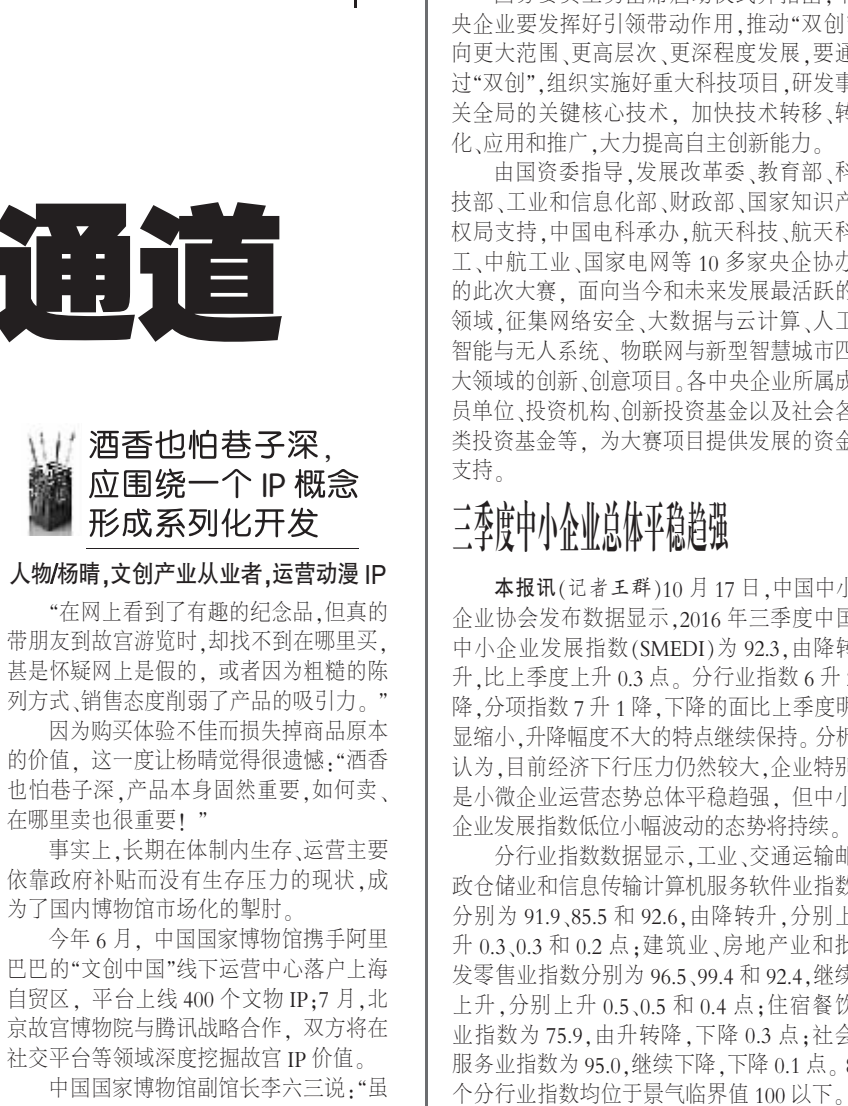 通道
酒香也怕巷子深，
应围绕一个 IP 概念
形成系列化开发
人物/杨晴，文创产业从业者，运营动漫 IP
“在网上看到了有趣的纪念品，但真的
带朋友到故宫游览时，却找不到在哪里买，
甚是怀疑网上是假的，或者因为粗糙的陈
列方式、销售态度削弱了产品的吸引力。”
因为购买体验不佳而损失掉商品原本
的价值，这一度让杨晴觉得很遗憾：“酒香
也怕巷子深，产品本身固然重要，如何卖、
在哪里卖也很重要！”
事实上，长期在体制内生存、运营主要
依靠政府补贴而没有生存压力的现状，成
为了国内博物馆市场化的掣肘。
今年 6 月，中国国家博物馆携手阿里
巴巴的“文创中国”线下运营中心落户上海
自贸区，平台上线 400 个文物 IP；7 月，北
京故宫博物院与腾讯战略合作，双方将在
社交平台等领域深度挖掘故宫 IP 价值。
中国国家博物馆副馆长李六三说：“虽
央企业要发挥好引领带动作用，推动“双创”
向更大范围、更高层次、更深程度发展，要通
过“双创”，组织实施好重大科技项目，研发事
关全局的关键核心技术，加快技术转移、转
化、应用和推广，大力提高自主创新能力。
由国资委指导，发展改革委、教育部、科
技部、工业和信息化部、财政部、国家知识产
权局支持，中国电科承办，航天科技、航天科
工、中航工业、国家电网等 10 多家央企协办
的此次大赛，面向当今和未来发展最活跃的
领域，征集网络安全、大数据与云计算、人工
智能与无人系统、物联网与新型智慧城市四
大领域的创新、创意项目。各中央企业所属成
员单位、投资机构、创新投资基金以及社会各
类投资基金等，为大赛项目提供发展的资金
支持。
三季度中小企业总体平稳趋强
本报讯（记者王群）10 月 17 日，中国中小
企业协会发布数据显示，2016 年三季度中国
中小企业发展指数（SMEDI）为 92.3，由降转
升，比上季度上升 0.3 点。分行业指数 6 升
降，分项指数 7 升 1 降，下降的面比上季度明
显缩小，升降幅度不大的特点继续保持。分析
认为，目前经济下行压力仍然较大，企业特别
是小微企业运营态势总体平稳趋强，但中小
企业发展指数低位小幅波动的态势将持续。
分行业指数数据显示，工业、交通运输邮
政仓储业和信息传输计算机服务软件业指数
分别为 91.9、85.5 和 92.6，由降转升，分别上
升 0.3、0.3 和 0.2 点；建筑业、房地产业和批
发零售业指数分别为 96.5、99.4 和 92.4，继续
上升，分别上升 0.5、0.5 和 0.4 点；住宿餐饮
业指数为 75.9，由升转降，下降 0.3 点；社会
服务业指数为 95.0，继续下降，下降 0.1 点。8
个分行业指数均位于景气临界值 100 以下。